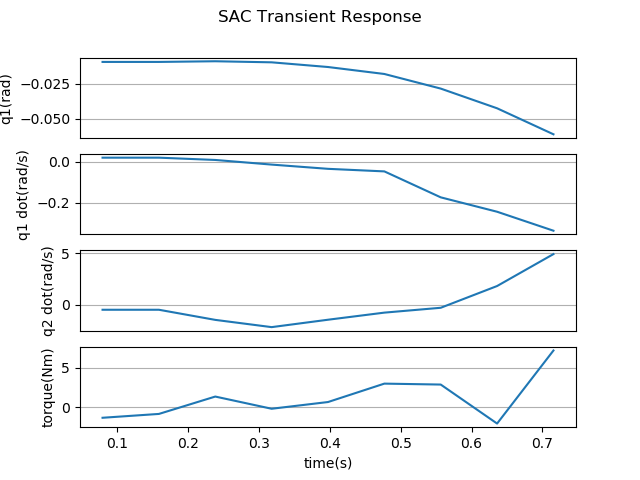 SAC Transient Response
q1(rad)
−0.025
−0.050
q1 dot(rad/s)
0.0
−0.2
q2 dot(rad/s)
5
0
torque(Nm)
5
0
0.1 0.2 0.3 0.4 0.5 0.6 0.7
time(s)